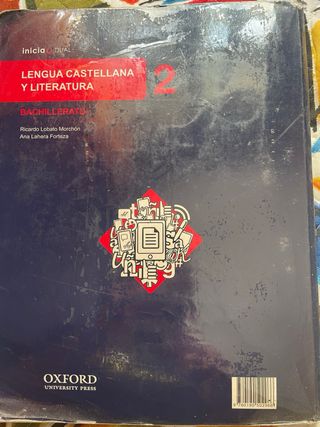 inicia DUAL
LENGUA CASTELLANA
Y LITERATURA
2
BACHILLERATO
Ricardo Lobato Morchón
Ana Lahera Forteza
OXFORD
UNIVERSITY PRESS